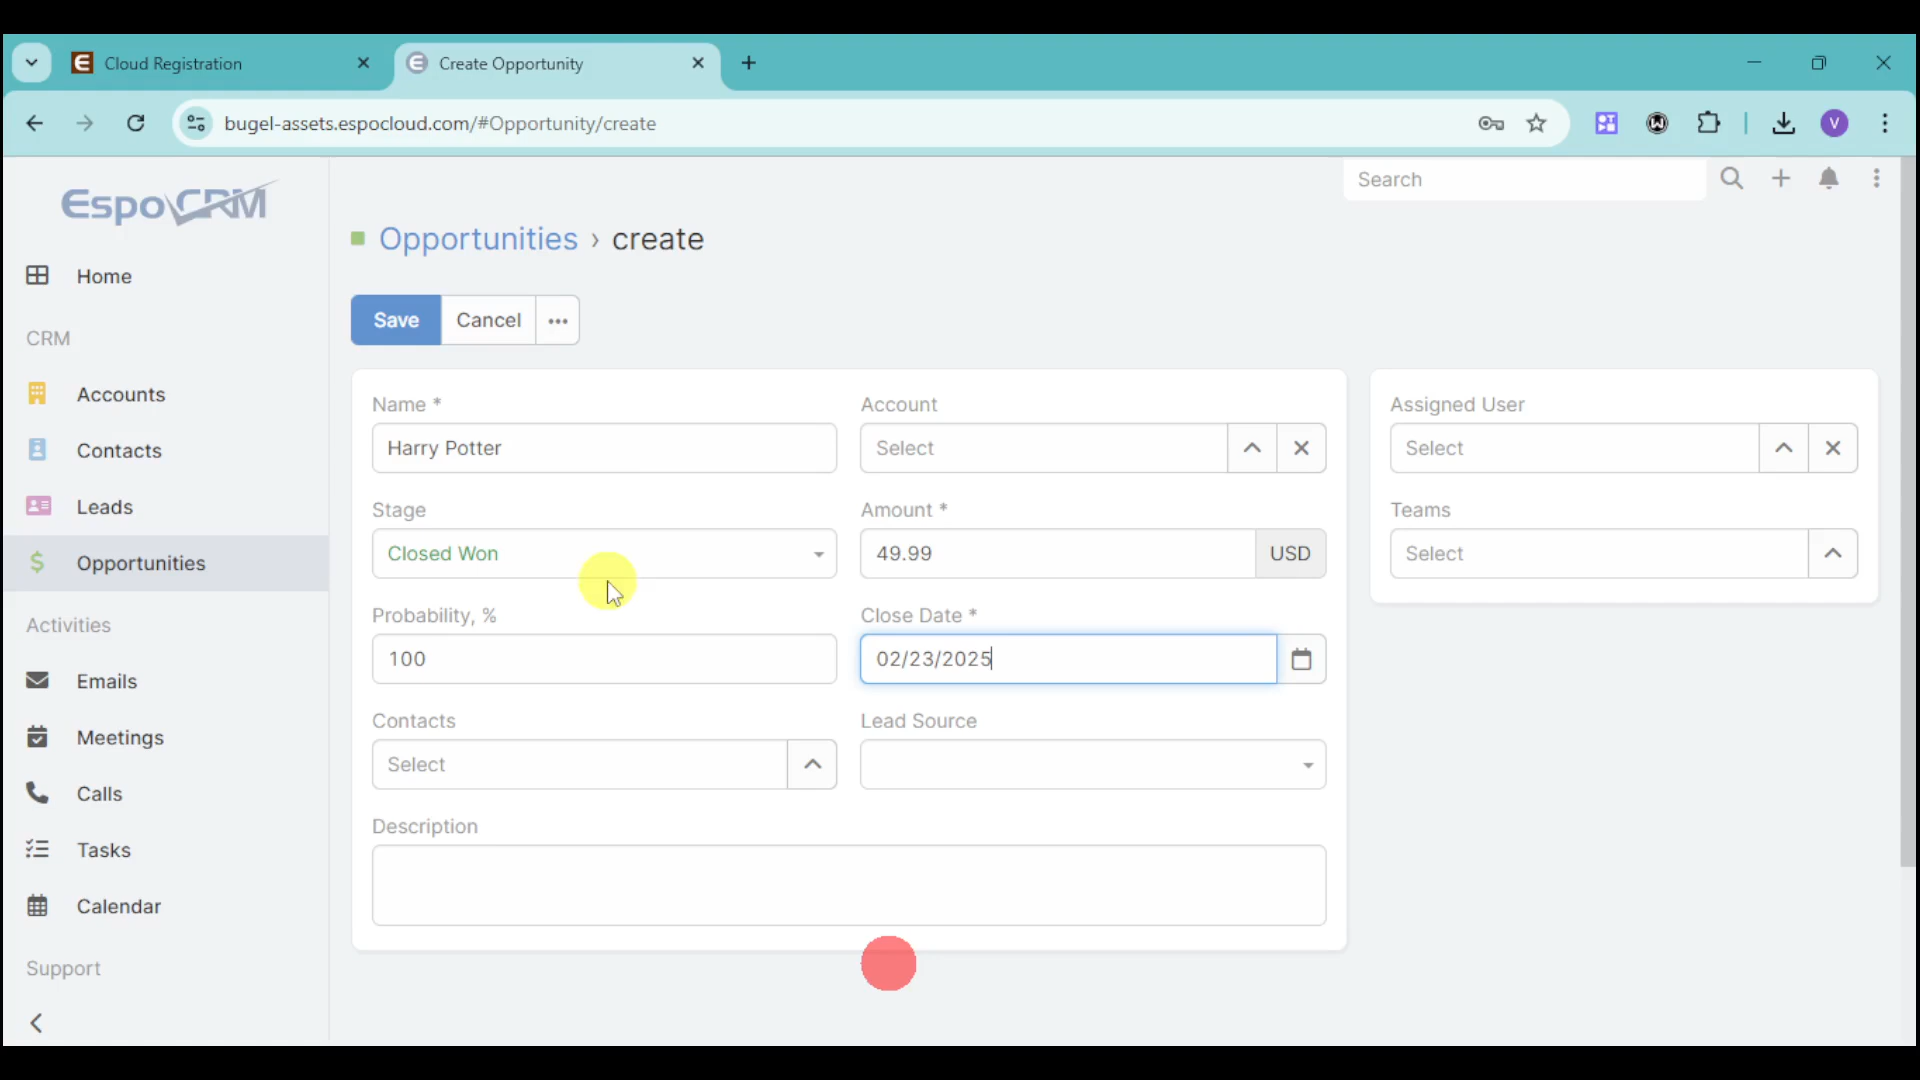 Cloud Registration
Create Opportunity
bugel-assets.espocloud.com/#Opportunity/create
V
EspoCRM
Search
Opportunities › create
Home
Save
Cancel
CRM
Accounts
Contacts
Leads
Opportunities
Activities
Emails
Meetings
Calls
Tasks
Calendar
Support
Name *
Harry Potter
Account
Select
Stage
Closed Won
Amount *
49.99
USD
Probability, %
100
Close Date *
02/23/2025
Contacts
Select
Lead Source
Description
Assigned User
Select
Teams
Select